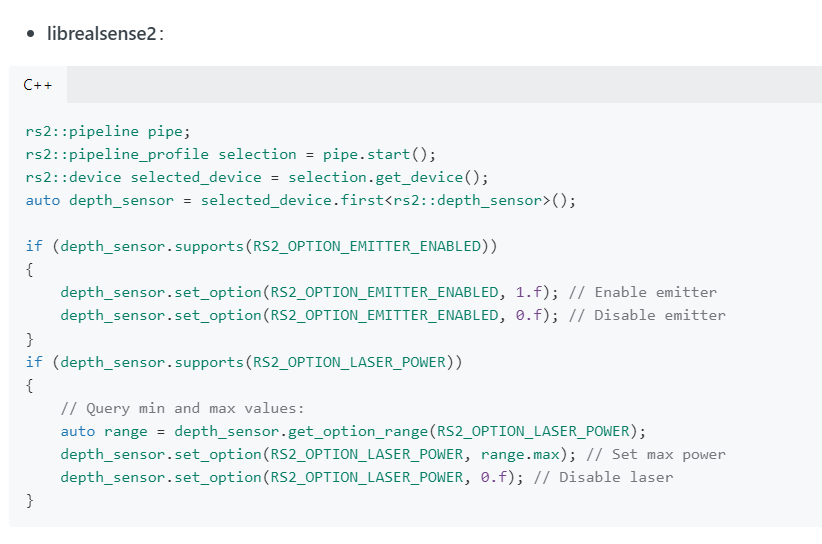 • librealsense2:
C++
rs2::pipeline pipe;
rs2::pipeline_profile selection = pipe.start();
rs2::device selected_device = selection.get_device();
auto depth_sensor = selected_device.first<rs2::depth_sensor>();

if (depth_sensor.supports(RS2_OPTION_EMITTER_ENABLED))
{
    depth_sensor.set_option(RS2_OPTION_EMITTER_ENABLED, 1.f); // Enable emitter
    depth_sensor.set_option(RS2_OPTION_EMITTER_ENABLED, 0.f); // Disable emitter
}
if (depth_sensor.supports(RS2_OPTION_LASER_POWER))
{
    // Query min and max values:
    auto range = depth_sensor.get_option_range(RS2_OPTION_LASER_POWER);
    depth_sensor.set_option(RS2_OPTION_LASER_POWER, range.max); // Set max power
    depth_sensor.set_option(RS2_OPTION_LASER_POWER, 0.f); // Disable laser
}